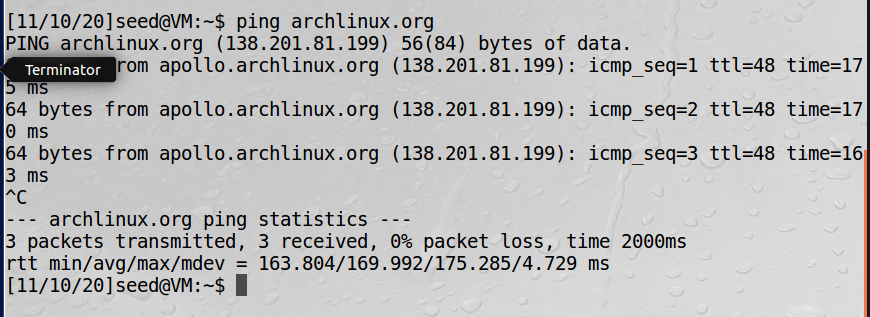 [11/10/20]seed@VM:~$ ping archlinux.org
PING archlinux.org (138.201.81.199) 56(84) bytes of data.
Terminator
from apollo.archlinux.org (138.201.81.199): icmp_seq=1 ttl=48 time=17
5 ms
64 bytes from apollo.archlinux.org (138.201.81.199): icmp_seq=2 ttl=48 time=17
0 ms
64 bytes from apollo.archlinux.org (138.201.81.199): icmp_seq=3 ttl=48 time=16
3 ms
^C
--- archlinux.org ping statistics ---
3 packets transmitted, 3 received, 0% packet loss, time 2000ms
rtt min/avg/max/mdev = 163.804/169.992/175.285/4.729 ms
[11/10/20]seed@VM:~$